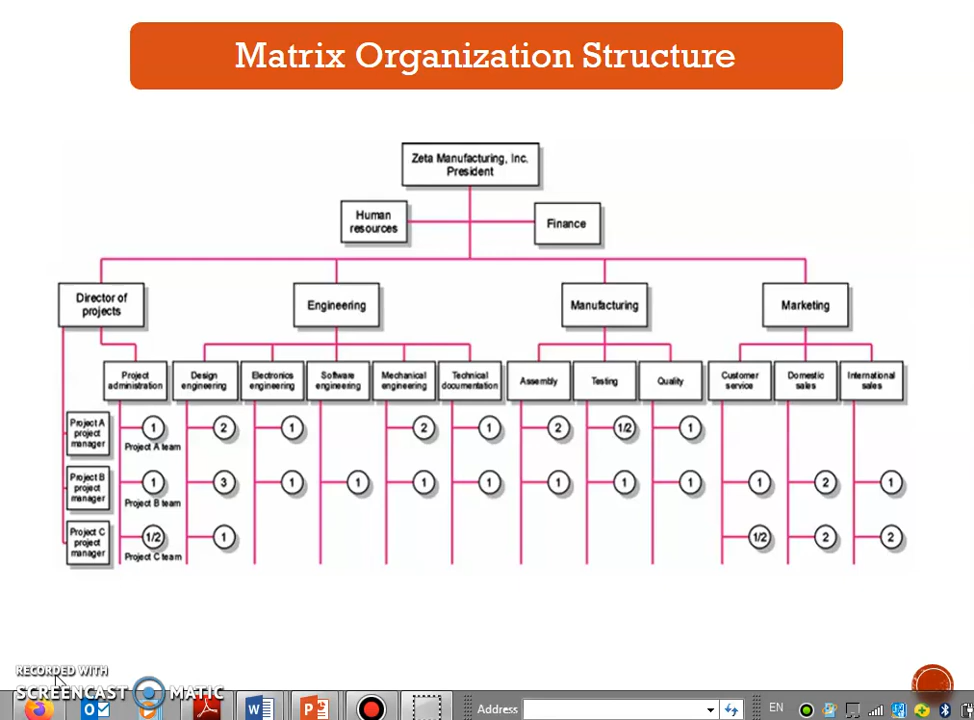 Matrix Organization Structure
Zeta Manufacturing, Inc.
President
Human
resources
Finance
Director of
projects
Engineering
Manufacturing
Marketing
Project
administration
Design
engineering
Electronics
engineering
Software
engineering
Mechanical
engineering
Technical
documentation
Assembly
Testing
Quality
Customer
service
Domestic
sales
International
sales
Project A
project
manager
1
Project A team
2
1
2
1
2
1/2
1
Project B
project
manager
1
Project B team
3
1
1
1
1
1
1
1
1
2
1
Project C
project
manager
1/2
Project C team
1
1/2
2
2
RECORDED WITH
SCREENCAST MATIC
Address
EN